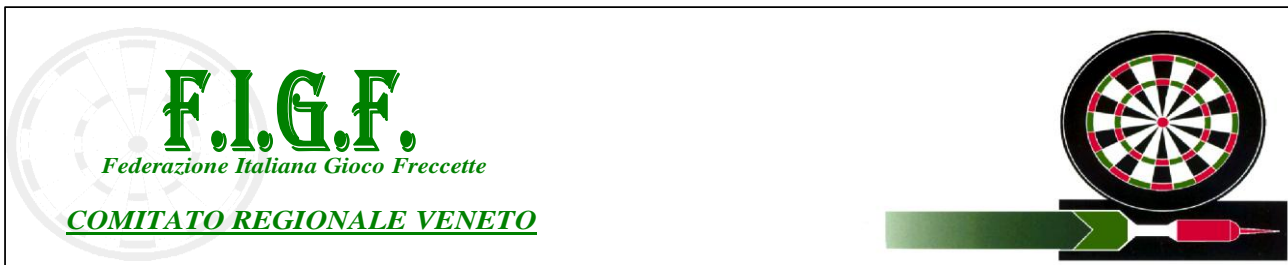 F.I.G.F.
Federazione Italiana Gioco Freccette
COMITATO REGIONALE VENETO